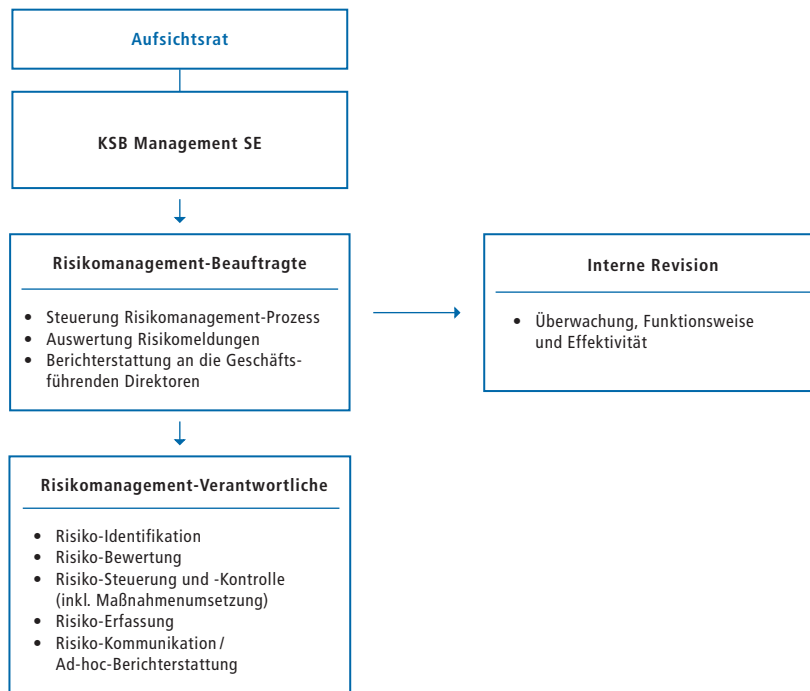 Aufsichtsrat
KSB Management SE
Risikomanagement-Beauftragte
• Steuerung Risikomanagement-Prozess
• Auswertung Risikomeldungen
• Berichterstattung an die Geschäfts-
führenden Direktoren
Interne Revision
• Überwachung, Funktionsweise
und Effektivität
Risikomanagement-Verantwortliche
• Risiko-Identifikation
• Risiko-Bewertung
• Risiko-Steuerung und -Kontrolle
(inkl. Maßnahmenumsetzung)
• Risiko-Erfassung
• Risiko-Kommunikation /
Ad-hoc-Berichterstattung